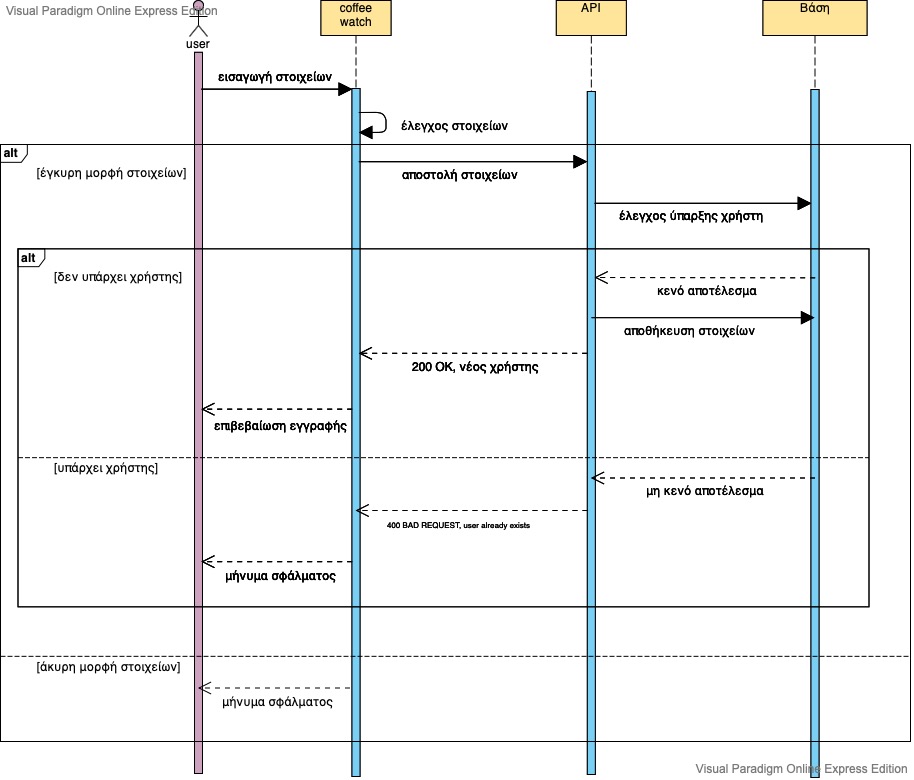 Visual Paradigm Online Express Edition
user
coffee
watch
API
Βάση
εισαγωγή στοιχείων
έλεγχος στοιχείων
alt
[έγκυρη μορφή στοιχείων]
αποστολή στοιχείων
έλεγχος ύπαρξης χρήστη
alt
[δεν υπάρχει χρήστης]
κενό αποτέλεσμα
αποθήκευση στοιχείων
200 OK, νέος χρήστης
επιβεβαίωση εγγραφής
[υπάρχει χρήστης]
μη κενό αποτέλεσμα
400 BAD REQUEST, user already exists
μήνυμα σφάλματος
[άκυρη μορφή στοιχείων]
μήνυμα σφάλματος
Visual Paradigm Online Express Edition